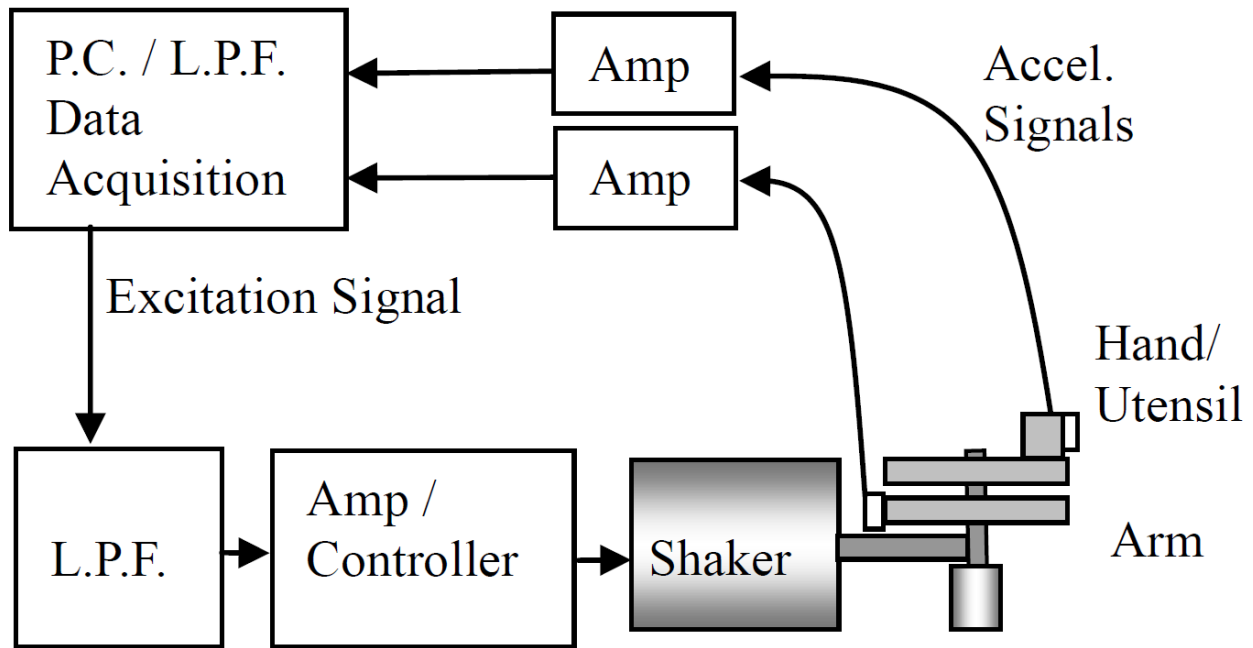 P.C. / L.P.F.
Data
Acquisition
Amp
Amp
Accel.
Signals
Excitation Signal
Hand/
Utensil
L.P.F.
Amp /
Controller
Shaker
Arm